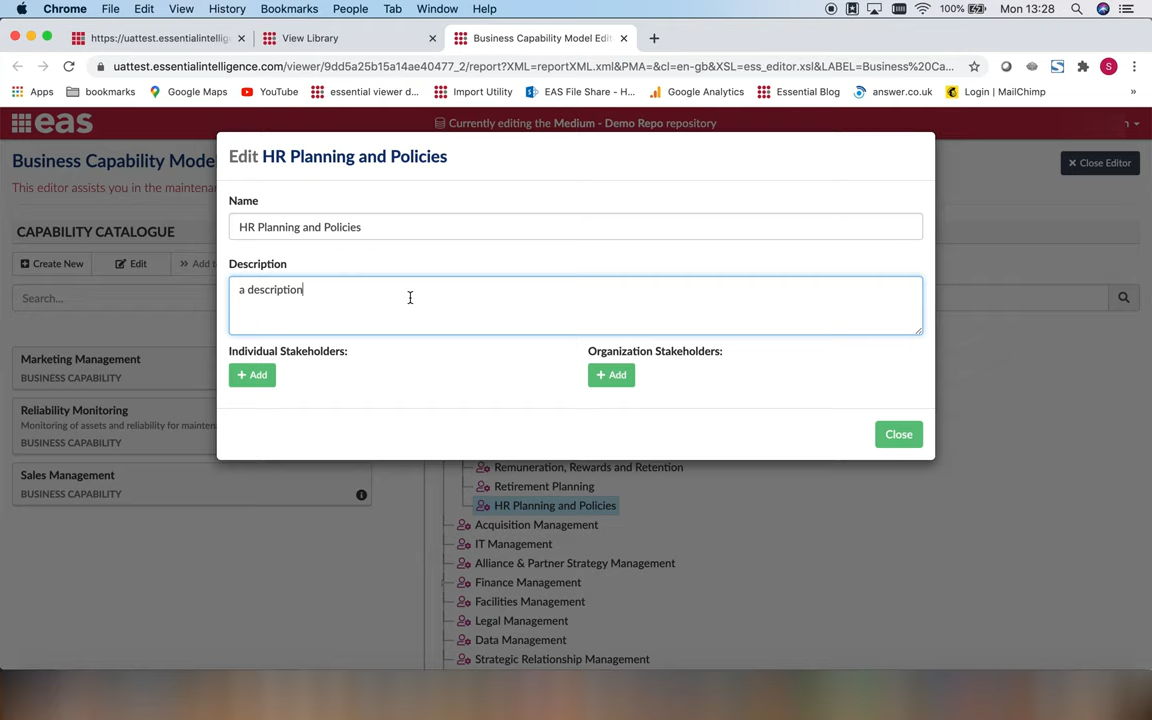 Chrome File Edit View History Bookmarks People Tab Window Help 100% Mon 13:28
https://uattest.essentialintellig View Library Business Capability Model Edit
uattest.essentialintelligence.com/viewer/9dd5a25b15a14ae40477_2/report?XML=reportXML.xml&PMA=&cl=en-gb&XSL=ess_editor.xsl&LABEL=Business%20Ca... S
Apps bookmarks Google Maps YouTube essential viewer d... Import Utility EAS File Share - H... Google Analytics Essential Blog answer.co.uk Login | MailChimp »
eas Currently editing the Medium - Demo Repo repository
Business Capability Mode
Close Editor
This editor assists you in the maintena
Edit HR Planning and Policies
Name
HR Planning and Policies
Description
a description
Individual Stakeholders: Organization Stakeholders:
+ Add + Add
Close
CAPABILITY CATALOGUE
Create New Edit Add t
Search...
Marketing Management
BUSINESS CAPABILITY
Reliability Monitoring
Monitoring of assets and reliability for mainten
BUSINESS CAPABILITY
Sales Management
BUSINESS CAPABILITY
Remuneration, Rewards and Retention
Retirement Planning
HR Planning and Policies
Acquisition Management
IT Management
Alliance & Partner Strategy Management
Finance Management
Facilities Management
Legal Management
Data Management
Strategic Relationship Management